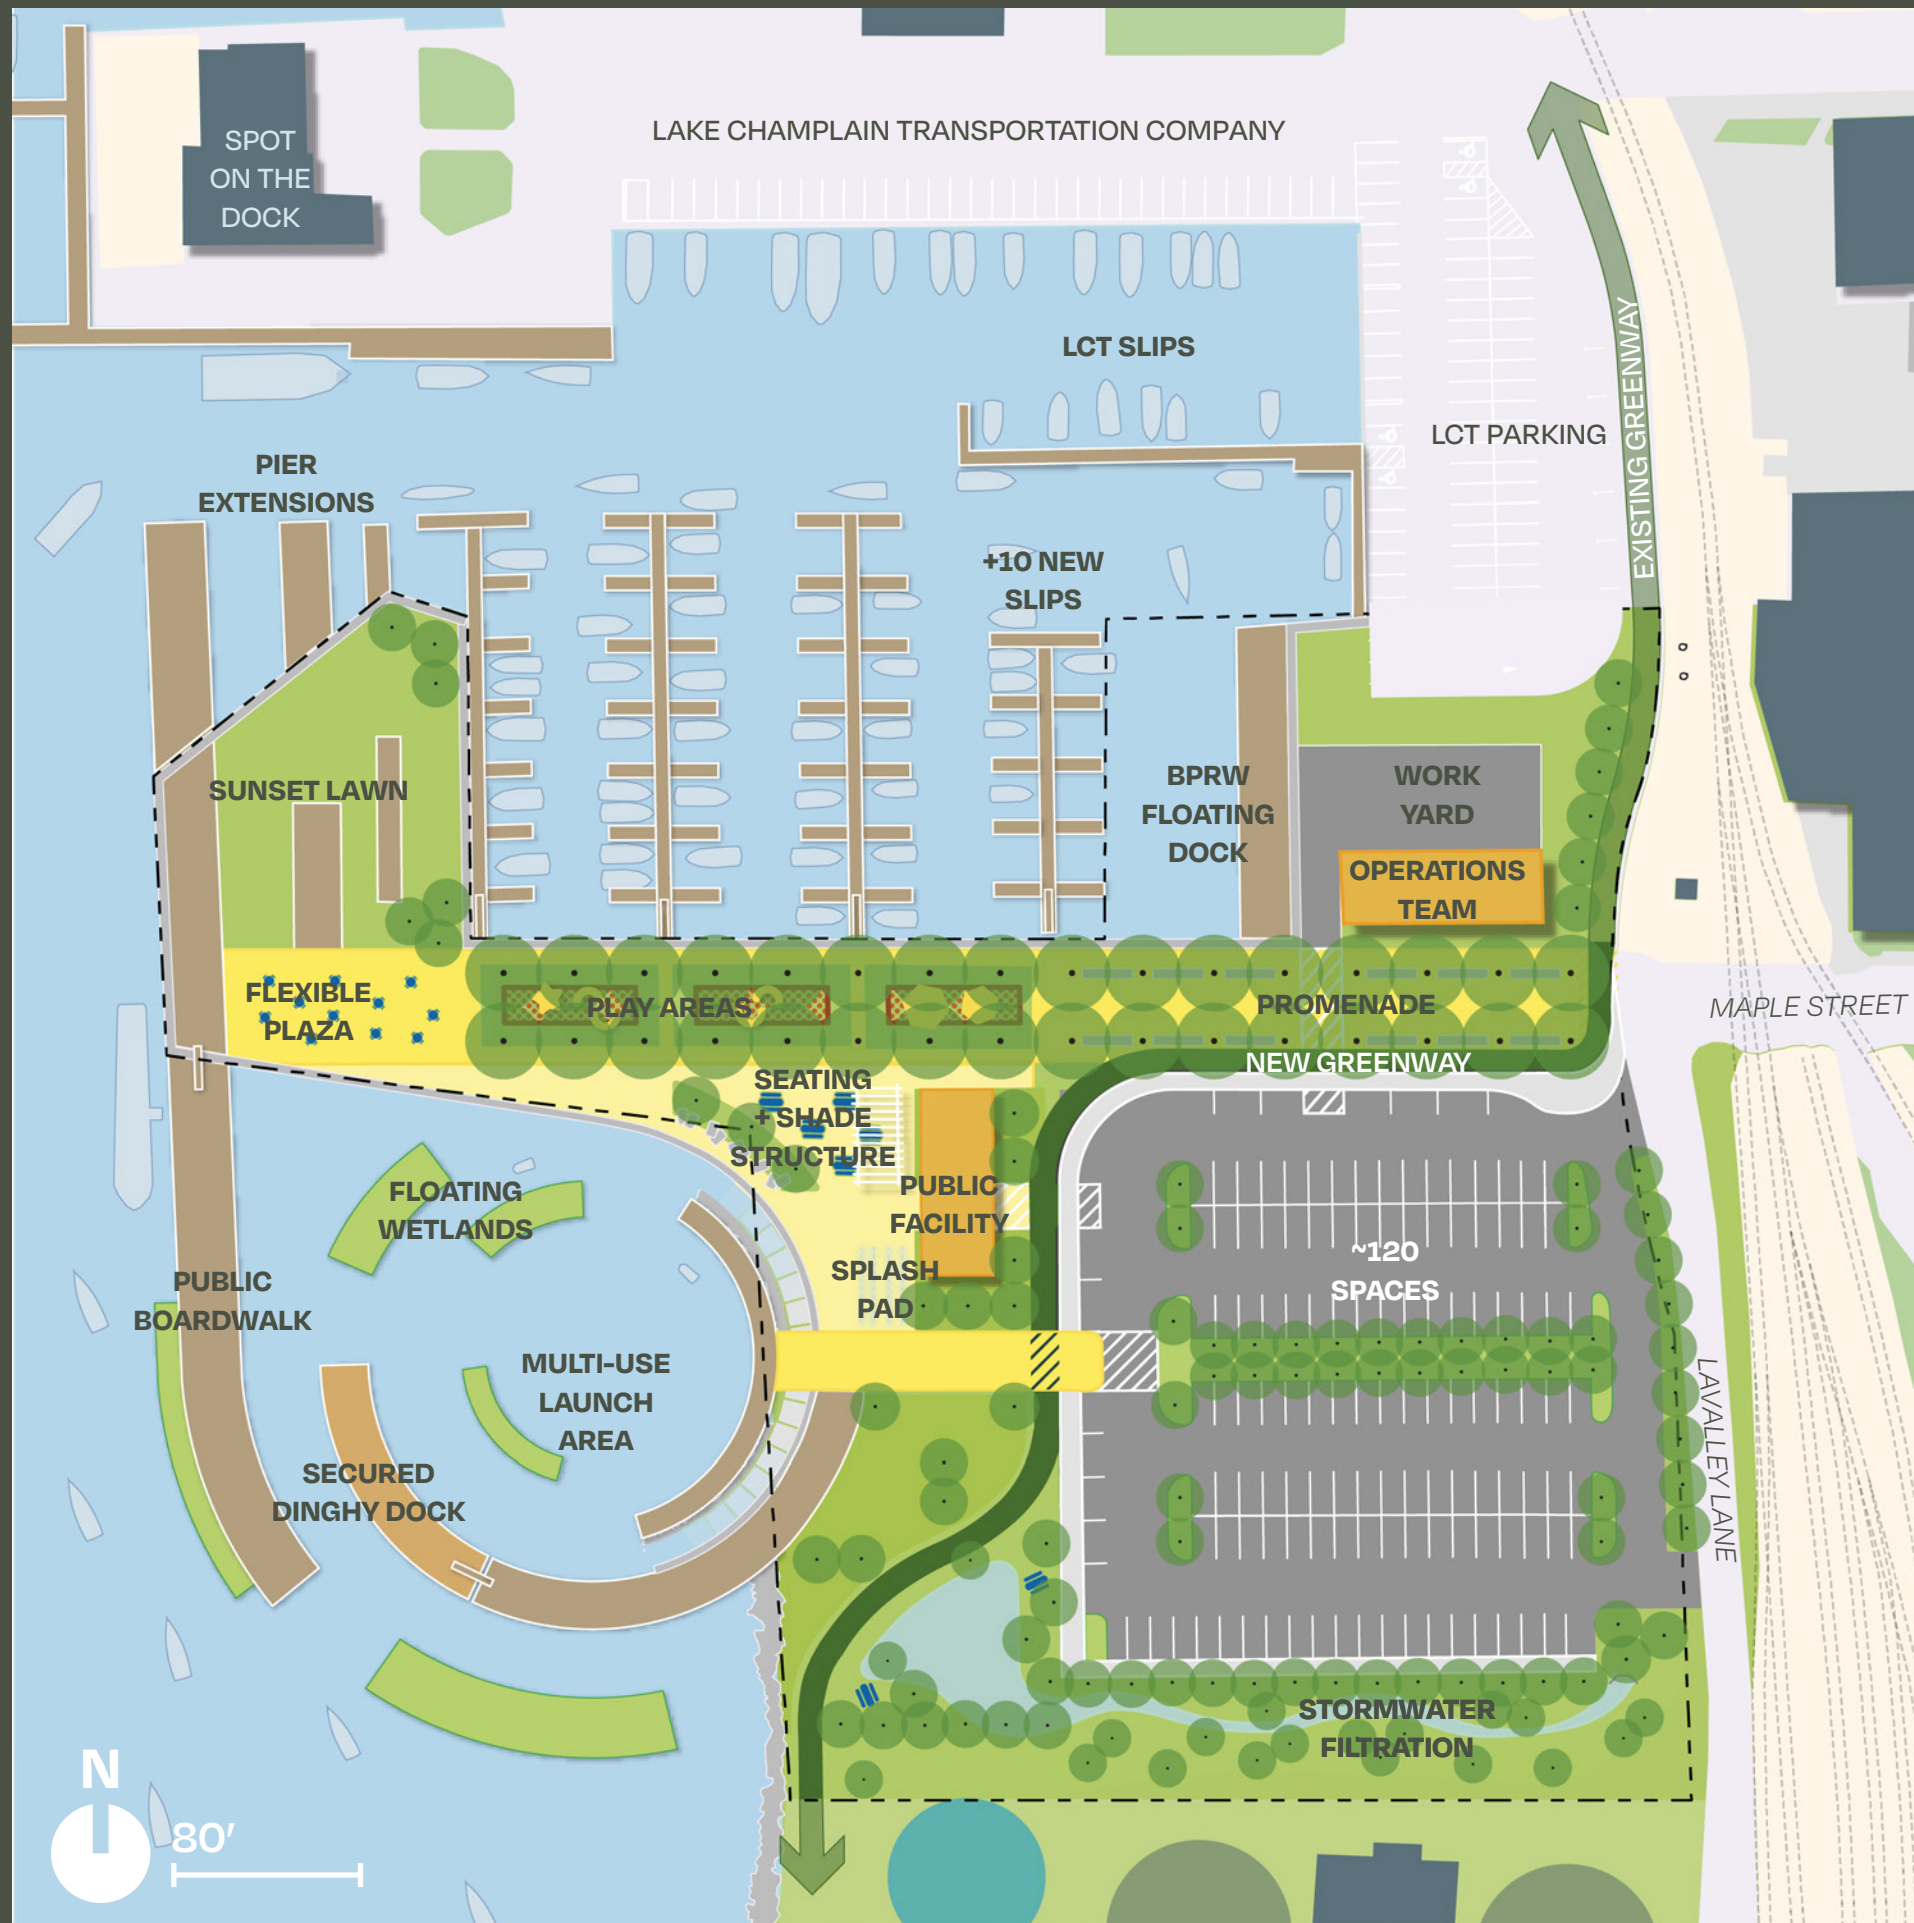 SPOT
ON THE
DOCK
LAKE CHAMPLAIN TRANSPORTATION COMPANY
LCT SLIPS
LCT PARKING
EXISTING GREENWAY
PIER
EXTENSIONS
+10 NEW
SLIPS
SUNSET LAWN
BPRW
FLOATING
DOCK
WORK
YARD
OPERATIONS
TEAM
FLEXIBLE
PLAZA
PLAY AREAS
PROMENADE
MAPLE STREET
NEW GREENWAY
SEATING
+ SHADE
STRUCTURE
PUBLIC
FACILITY
FLOATING
WETLANDS
SPLASH
PAD
~120
SPACES
PUBLIC
BOARDWALK
MULTI-USE
LAUNCH
AREA
SECURED
DINGHY DOCK
LAVALLEY LANE
STORMWATER
FILTRATION
N
80'